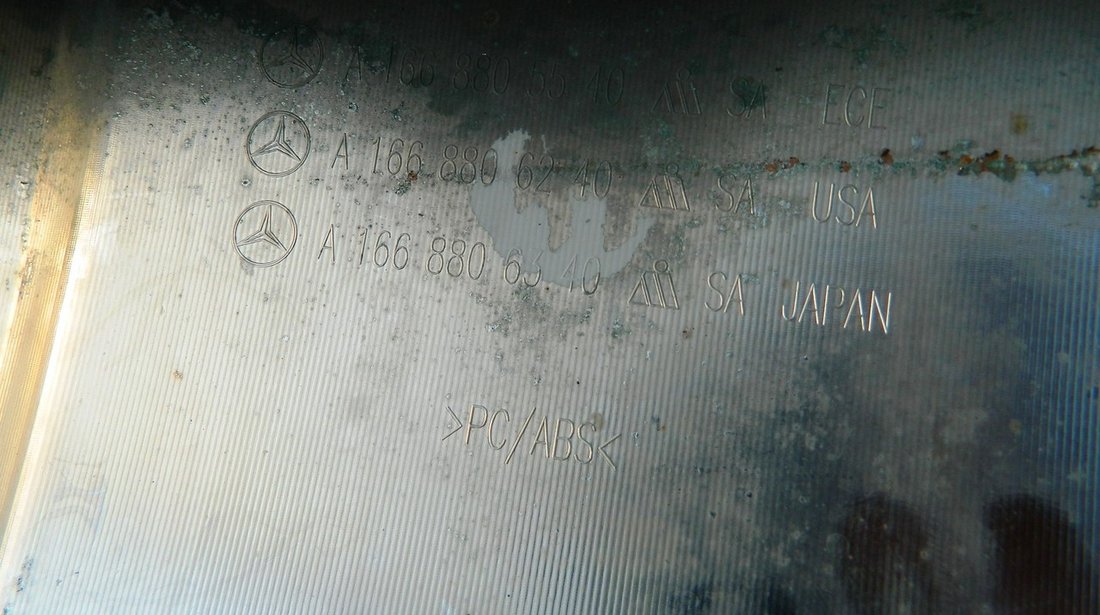 A 166 880 55 40 SA ECE
A 166 880 62 40 SA USA
A 166 880 63 40 SA JAPAN
>PC/ABS<